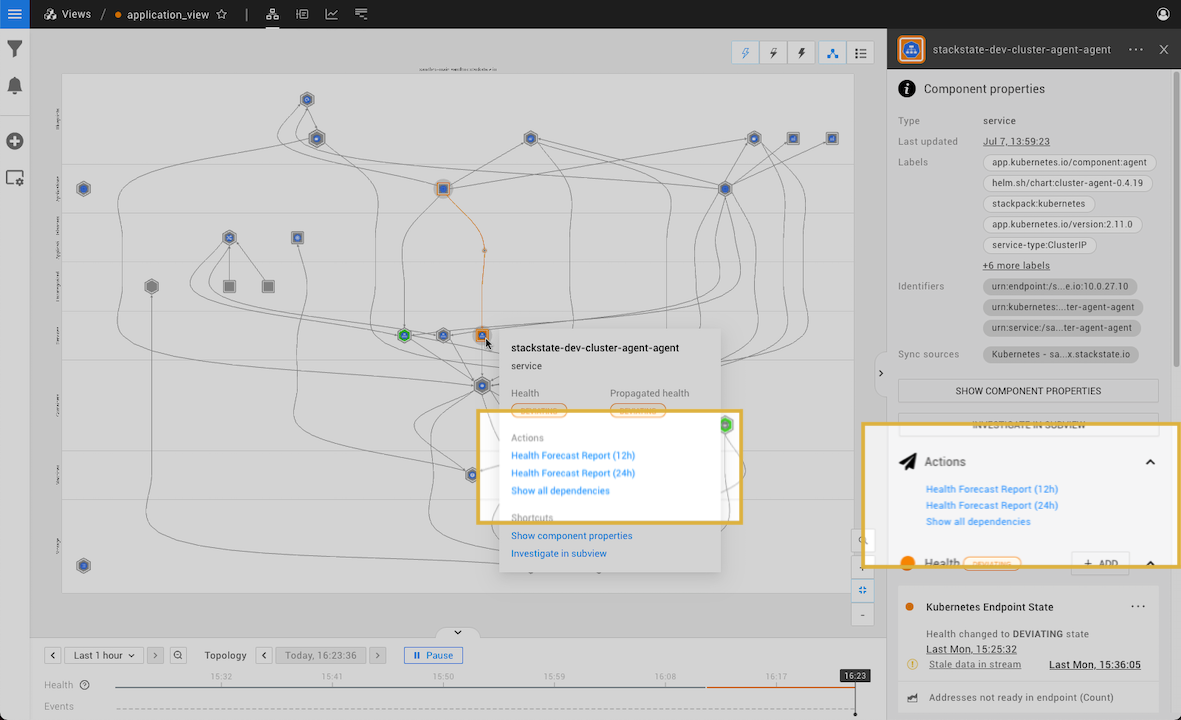 Views / application_view
stackstate-dev-cluster-agent-agent
Component properties
Type service
Last updated Jul 7, 13:59:23
Labels app.kubernetes.io/component:agent
helm.sh/chart:cluster-agent-0.4.19
stackpack:kubernetes
app.kubernetes.io/version:2.11.0
service-type:ClusterIP
+6 more labels
Identifiers urn:endpoint:/s...e.io:10.0.27.10
urn:kubernetes:...ter-agent-agent
urn:service:/sa...ter-agent-agent
Sync sources Kubernetes - sa...x.stackstate.io
SHOW COMPONENT PROPERTIES
INVESTIGATE IN SUBVIEW
Actions
Health Forecast Report (12h)
Health Forecast Report (24h)
Show all dependencies
Health DEVIATING + ADD
Kubernetes Endpoint State
Health changed to DEVIATING state
Last Mon, 15:25:32
Stale data in stream Last Mon, 15:36:05
Addresses not ready in endpoint (Count)
stackstate-dev-cluster-agent-agent
service
Health Propagated health
DEVIATING DEVIATING
Actions
Health Forecast Report (12h)
Health Forecast Report (24h)
Show all dependencies
Shortcuts
Show component properties
Investigate in subview
Last 1 hour Topology Today, 16:23:36 Pause
15:32 15:41 15:50 15:59 16:08 16:17 16:23
Health
Events